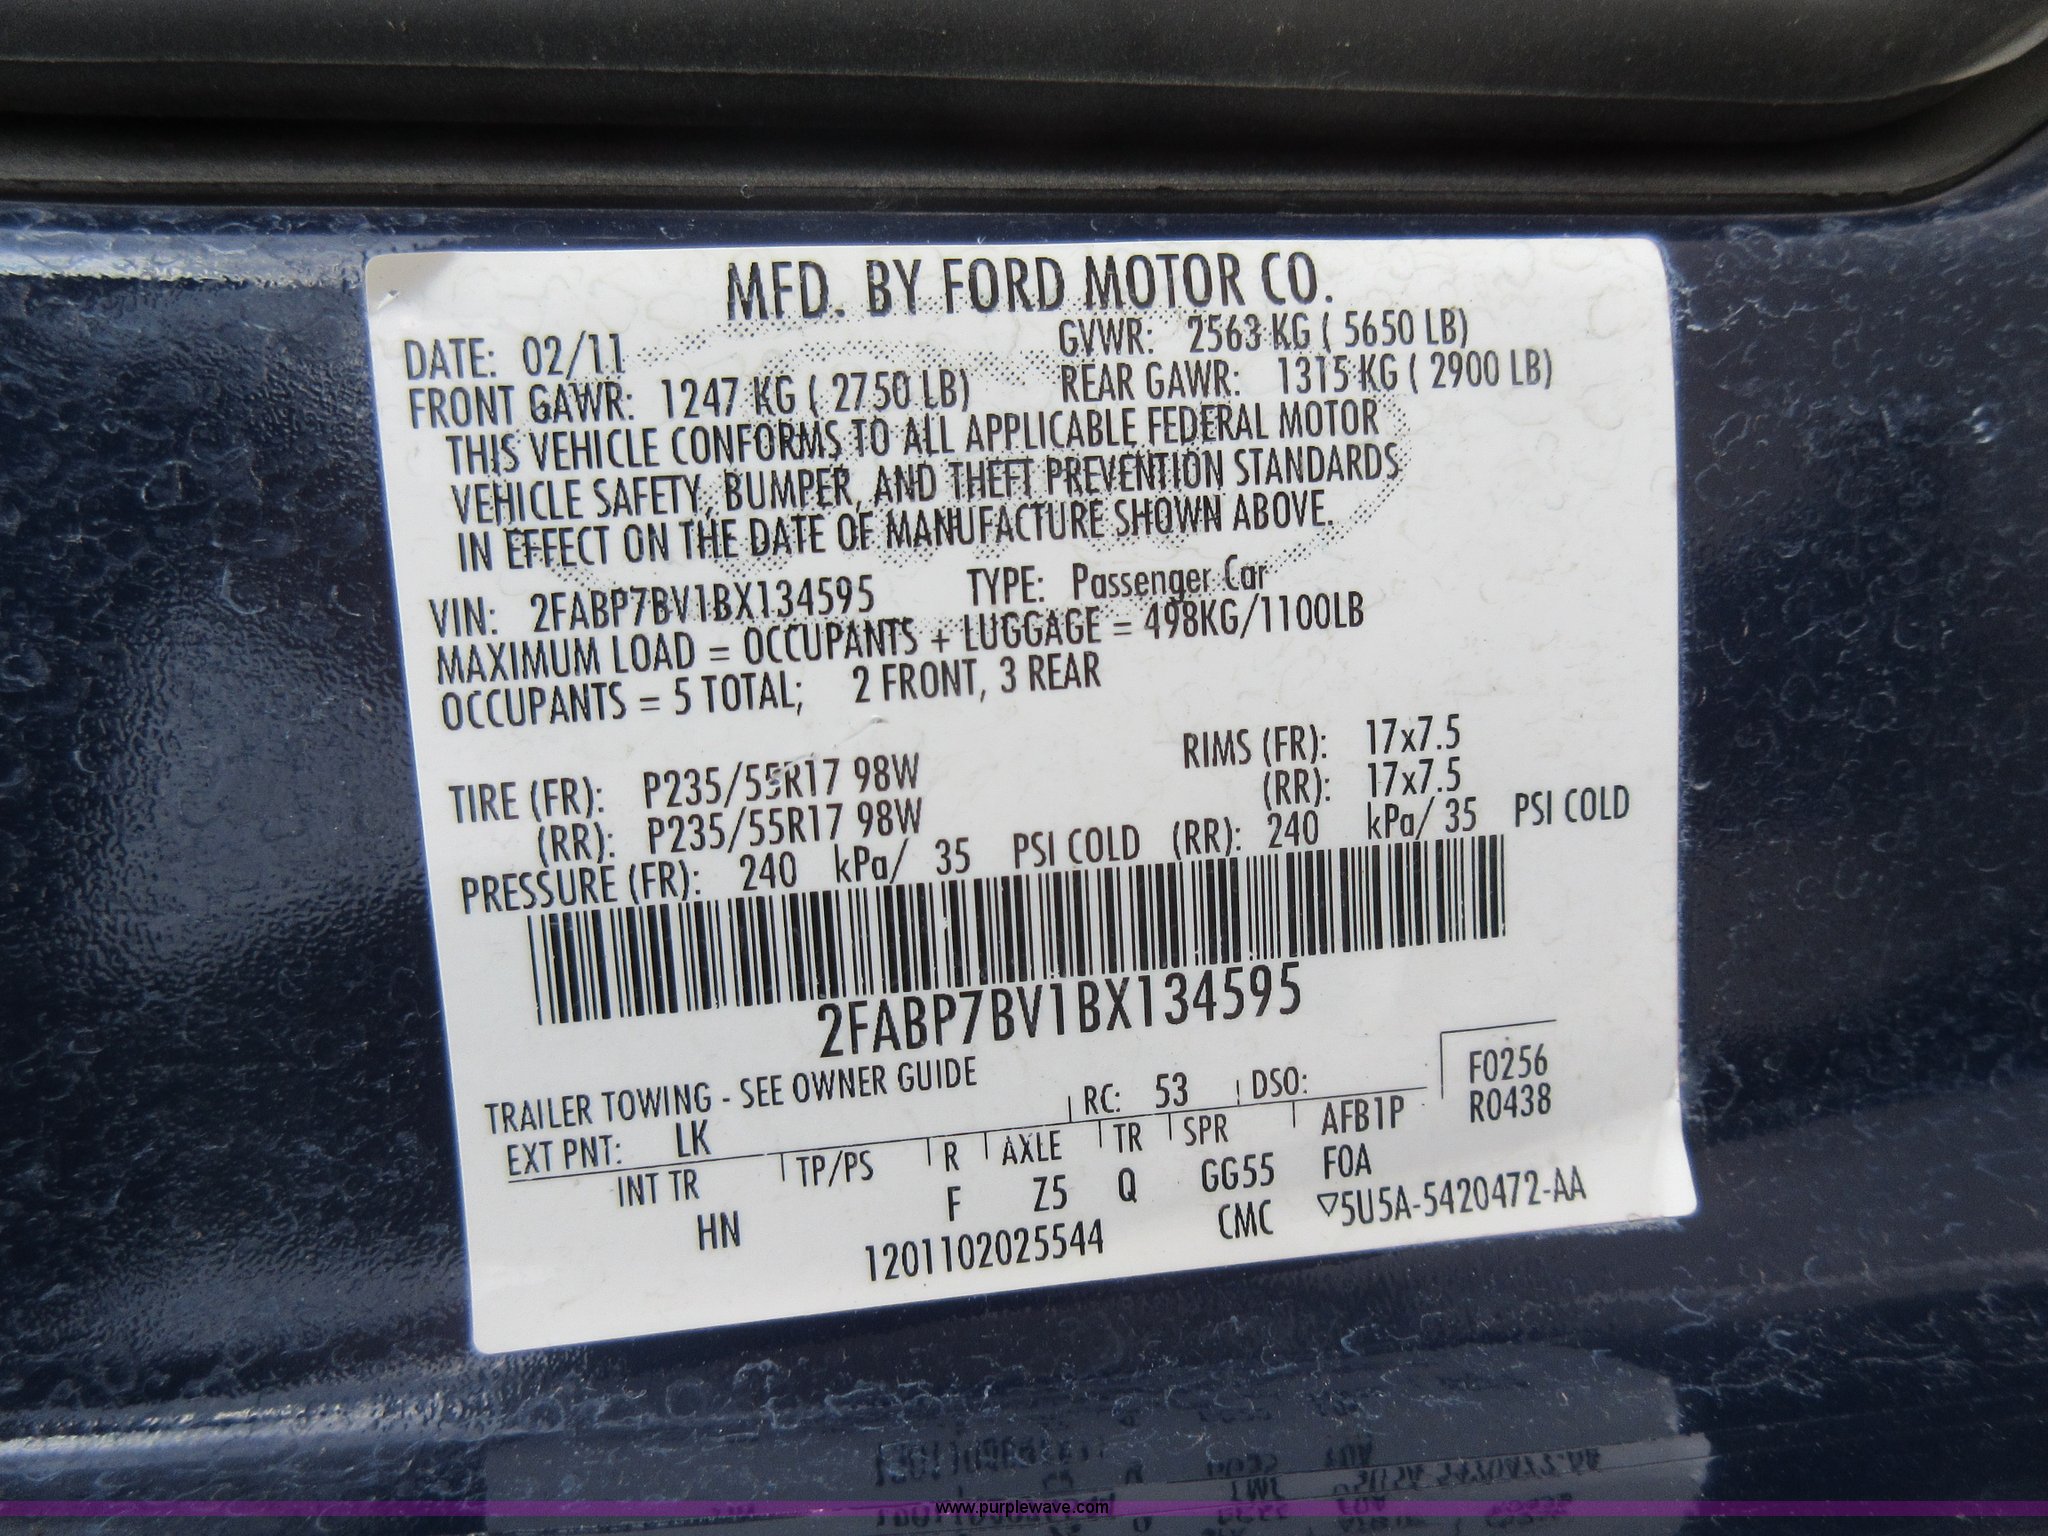 MFD. BY FORD MOTOR CO.
DATE: 02/11 GVWR: 2563 KG ( 5650 LB)
FRONT GAWR: 1247 KG ( 2750 LB) REAR GAWR: 1315 KG ( 2900 LB)
THIS VEHICLE CONFORMS TO ALL APPLICABLE FEDERAL MOTOR
VEHICLE SAFETY, BUMPER, AND THEFT PREVENTION STANDARDS
IN EFFECT ON THE DATE OF MANUFACTURE SHOWN ABOVE.
VIN: 2FABP7BV1BX134595 TYPE: Passenger Car
MAXIMUM LOAD = OCCUPANTS + LUGGAGE = 498KG/1100LB
OCCUPANTS = 5 TOTAL; 2 FRONT, 3 REAR
TIRE (FR): P235/55R17 98W RIMS (FR): 17x7.5
(RR): P235/55R17 98W (RR): 17x7.5
PRESSURE (FR): 240 kPa/ 35 PSI COLD (RR): 240 kPa/ 35 PSI COLD
2FABP7BV1BX134595
TRAILER TOWING - SEE OWNER GUIDE
F0256
EXT PNT: LK RC: 53 DSO: R0438
INT TR TP/PS R AXLE TR SPR AFB1P
HN F Z5 Q GG55 FOA
1201102025544 CMC ▽5U5A-5420472-AA
www.purplewave.com